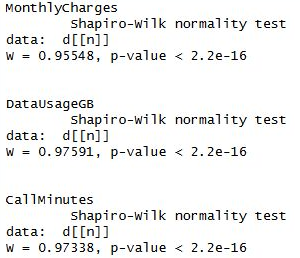 MonthlyCharges
Shapiro-Wilk normality test
data:  d[[n]]
W = 0.95548, p-value < 2.2e-16
DataUsageGB
Shapiro-Wilk normality test
data:  d[[n]]
W = 0.97591, p-value < 2.2e-16
CallMinutes
Shapiro-Wilk normality test
data:  d[[n]]
W = 0.97338, p-value < 2.2e-16